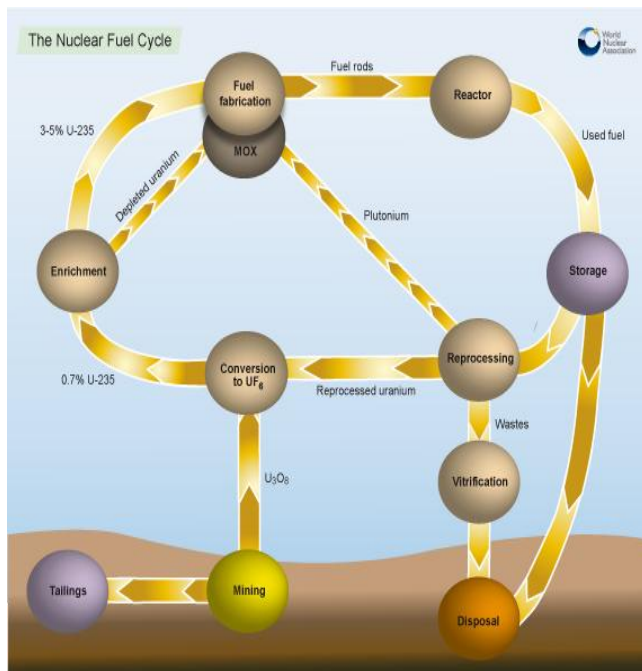 The Nuclear Fuel Cycle
World
Nuclear
Association
Fuel rods
Fuel
fabrication
Reactor
3-5% U-235
MOX
Used fuel
Depleted uranium
Plutonium
Enrichment
Storage
Conversion
to UF₆
Reprocessing
0.7% U-235
Reprocessed uranium
Wastes
U₃O₈
Vitrification
Tailings
Mining
Disposal